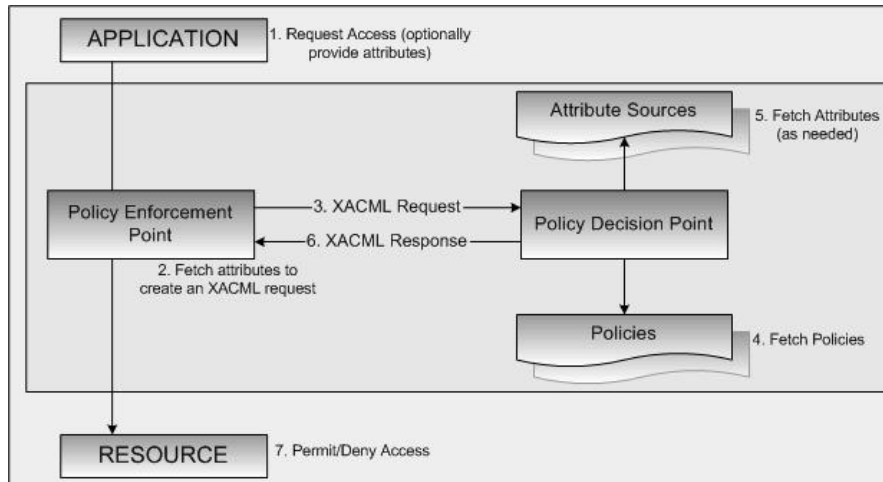 APPLICATION
1. Request Access (optionally
provide attributes)
Attribute Sources
5. Fetch Attributes
(as needed)
Policy Enforcement
Point
3. XACML Request
6. XACML Response
Policy Decision Point
2. Fetch attributes to
create an XACML request
Policies
4. Fetch Policies
RESOURCE
7. Permit/Deny Access